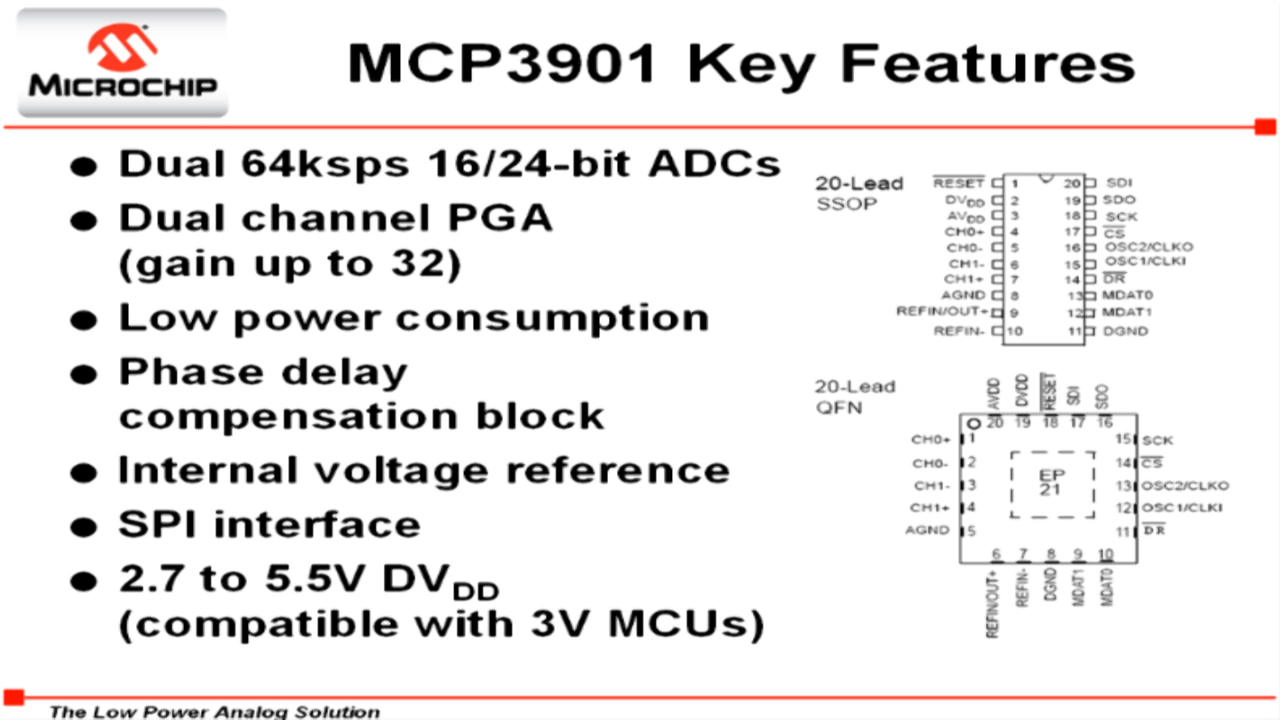 MICROCHIP
MCP3901 Key Features
● Dual 64ksps 16/24-bit ADCs
● Dual channel PGA
(gain up to 32)
● Low power consumption
● Phase delay
compensation block
● Internal voltage reference
● SPI interface
● 2.7 to 5.5V DVDD
(compatible with 3V MCUs)
20-Lead
SSOP
RESET 1 20 SDI
DVDD 2 19 SDO
AVDD 3 18 SCK
CH0+ 4 17 CS
CH0- 5 16 OSC2/CLKO
CH1- 6 15 OSC1/CLKI
CH1+ 7 14 DR
AGND 8 13 MDAT0
REFIN/OUT+ 9 12 MDAT1
REFIN- 10 11 DGND
20-Lead
QFN
AVDD DVDD RESET SDI SDO
20 19 18 17 16
CH0+ 1 15 SCK
CH0- 2 14 CS
CH1- 3 13 OSC2/CLKO
CH1+ 4 12 OSC1/CLKI
AGND 5 11 DR
EP
21
6 7 8 9 10
REFIN/OUT+ REFIN- DGND MDAT1 MDAT0
The Low Power Analog Solution